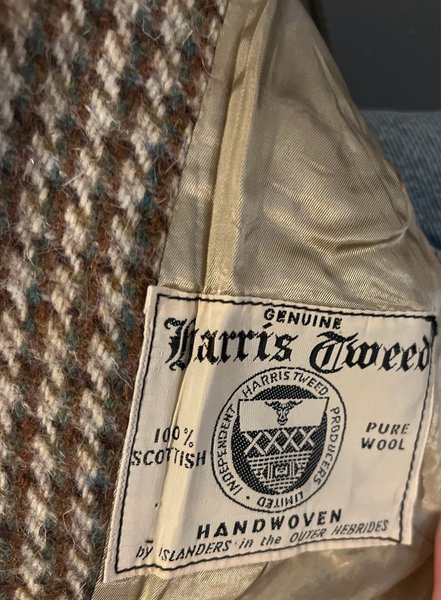 GENUINE
Harris Tweed
INDEPENDENT HARRIS TWEED PRODUCERS LIMITED
100%
SCOTTISH
PURE
WOOL
HANDWOVEN
by ISLANDERS in the OUTER HEBRIDES